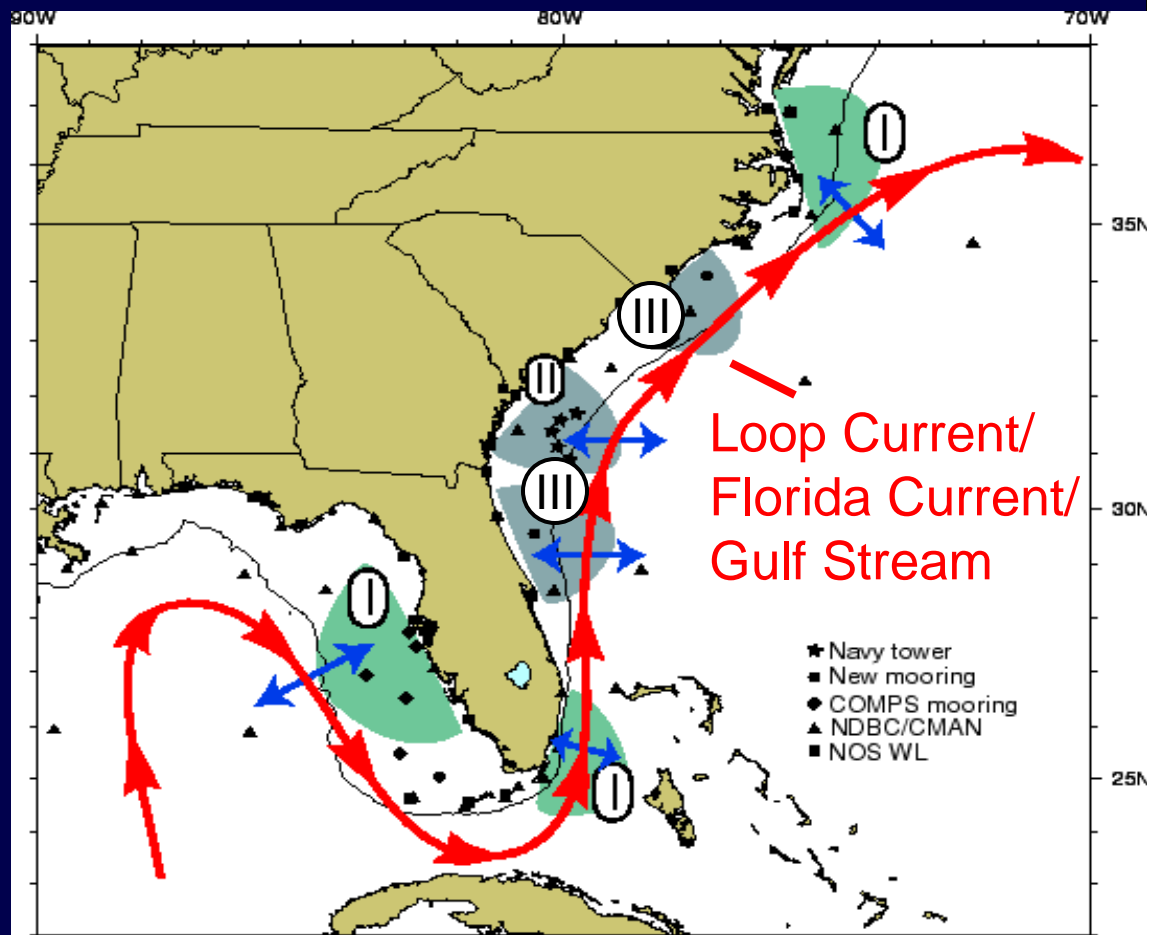 90W
80W
70W
I
35N
III
II
Loop Current/
III
Florida Current/
30N
Gulf Stream
I
Navy tower
New mooring
COMPS mooring
NDBC/CMAN
NOS WL
I
25N